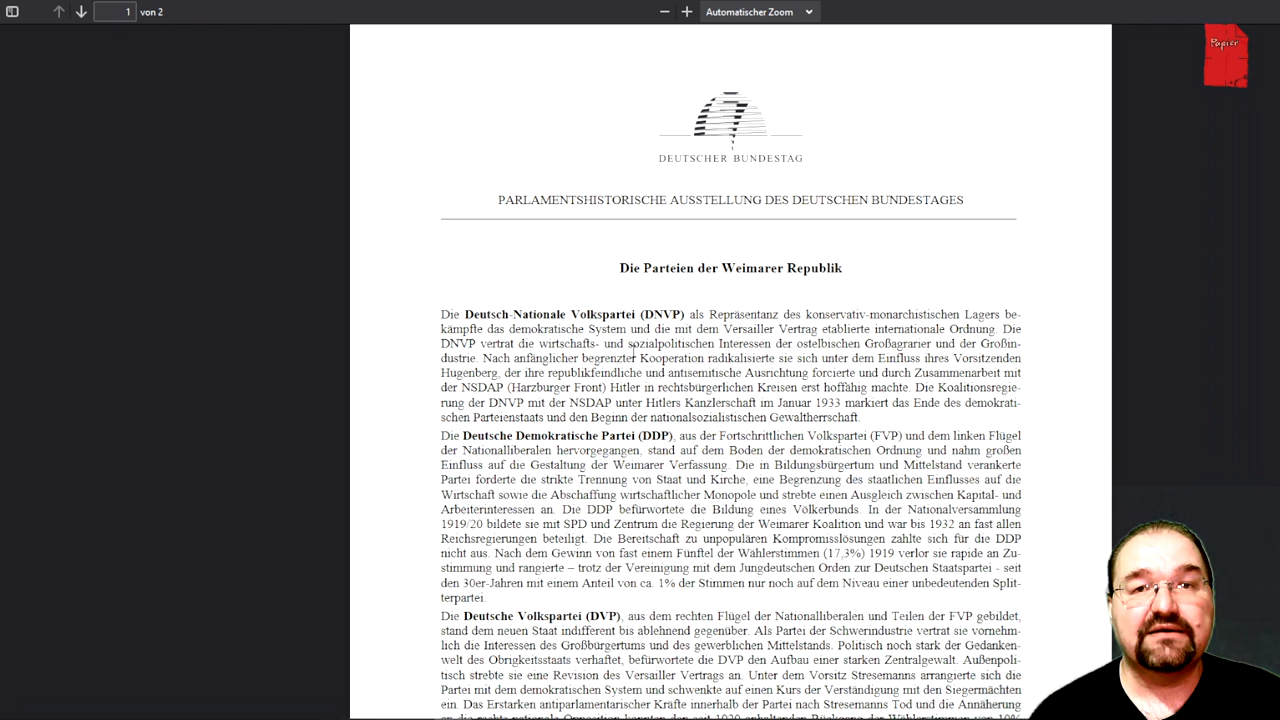 1 von 2
Automatischer Zoom
Papier
DEUTSCHER BUNDESTAG
PARLAMENTSHISTORISCHE AUSSTELLUNG DES DEUTSCHEN BUNDESTAGES
Die Parteien der Weimarer Republik
Die Deutsch-Nationale Volkspartei (DNVP) als Repräsentanz des konservativ-monarchistischen Lagers be-
kämpfte das demokratische System und die mit dem Versailler Vertrag etablierte internationale Ordnung. Die
DNVP vertrat die wirtschafts- und sozialpolitischen Interessen der ostelbischen Großagrarier und der Großin-
dustrie. Nach anfänglicher begrenzter Kooperation radikalisierte sie sich unter dem Einfluss ihres Vorsitzenden
Hugenberg, der ihre republikfeindliche und antisemitische Ausrichtung forcierte und durch Zusammenarbeit mit
der NSDAP (Harzburger Front) Hitler in rechtsbürgerlichen Kreisen erst hoffähig machte. Die Koalitionsregie-
rung der DNVP mit der NSDAP unter Hitlers Kanzlerschaft im Januar 1933 markiert das Ende des demokrati-
schen Parteienstaats und den Beginn der nationalsozialistischen Gewaltherrschaft.
Die Deutsche Demokratische Partei (DDP), aus der Fortschrittlichen Volkspartei (FVP) und dem linken Flügel
der Nationalliberalen hervorgegangen, stand auf dem Boden der demokratischen Ordnung und nahm großen
Einfluss auf die Gestaltung der Weimarer Verfassung. Die in Bildungsbürgertum und Mittelstand verankerte
Partei forderte die strikte Trennung von Staat und Kirche, eine Begrenzung des staatlichen Einflusses auf die
Wirtschaft sowie die Abschaffung wirtschaftlicher Monopole und strebte einen Ausgleich zwischen Kapital- und
Arbeiterinteressen an. Die DDP befürwortete die Bildung eines Völkerbunds. In der Nationalversammlung
1919/20 bildete sie mit SPD und Zentrum die Regierung der Weimarer Koalition und war bis 1932 an fast allen
Reichsregierungen beteiligt. Die Bereitschaft zu unpopulären Kompromisslösungen zahlte sich für die DDP
nicht aus. Nach dem Gewinn von fast einem Fünftel der Wählerstimmen (17,3%) 1919 verlor sie rapide an Zu-
stimmung und rangierte – trotz der Vereinigung mit dem Jungdeutschen Orden zur Deutschen Staatspartei - seit
den 30er-Jahren mit einem Anteil von ca. 1% der Stimmen nur noch auf dem Niveau einer unbedeutenden Split-
terpartei.
Die Deutsche Volkspartei (DVP), aus dem rechten Flügel der Nationalliberalen und Teilen der FVP gebildet,
stand dem neuen Staat indifferent bis ablehnend gegenüber. Als Partei der Schwerindustrie vertrat sie vornehm-
lich die Interessen des Großbürgertums und des gewerblichen Mittelstands. Politisch noch stark der Gedanken-
welt des Obrigkeitsstaats verhaftet, befürwortete die DVP den Aufbau einer starken Zentralgewalt. Außenpoli-
tisch strebte sie eine Revision des Versailler Vertrags an. Unter dem Vorsitz Stresemanns arrangierte sich die
Partei mit dem demokratischen System und schwenkte auf einen Kurs der Verständigung mit den Siegermächten
ein. Das Erstarken antiparlamentarischer Kräfte innerhalb der Partei nach Stresemanns Tod und die Annäherung